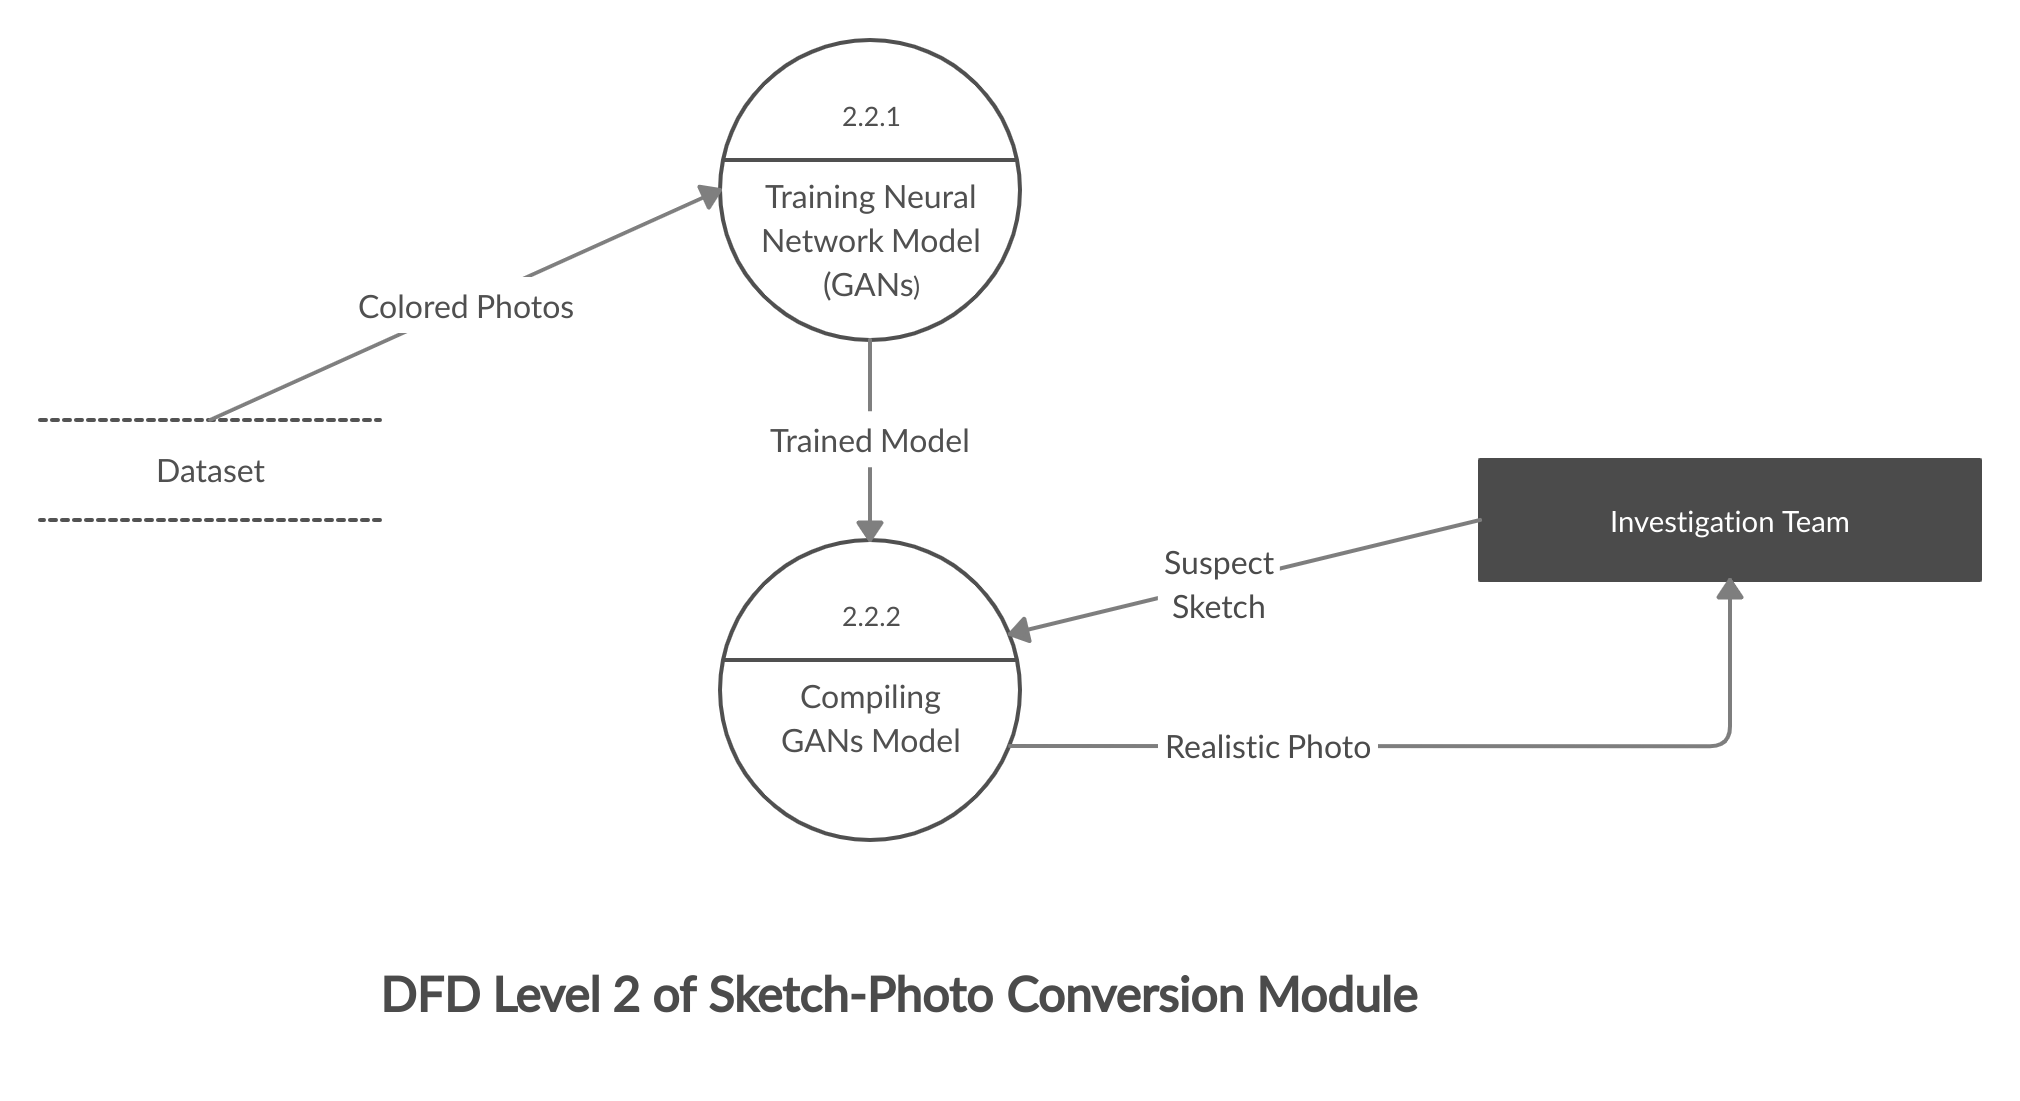 2.2.1
Training Neural
Network Model
(GANs)
Colored Photos
Trained Model
Dataset
Investigation Team
Suspect
Sketch
2.2.2
Compiling
GANs Model
Realistic Photo
DFD Level 2 of Sketch-Photo Conversion Module